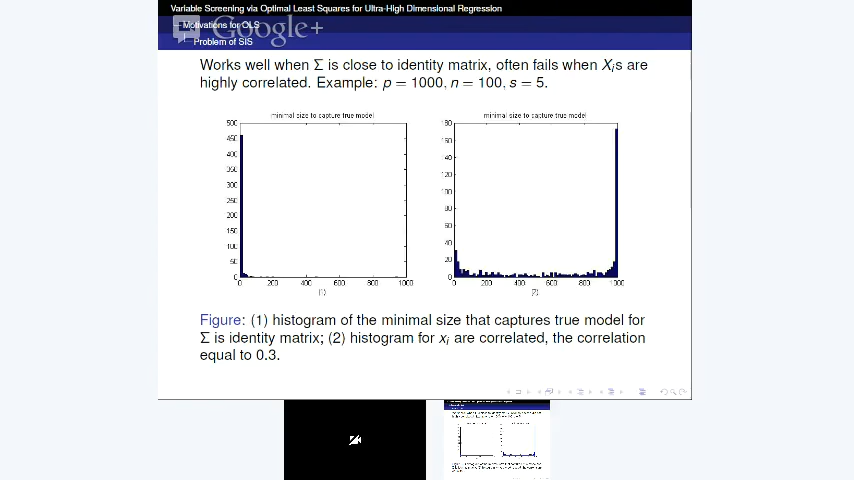 Variable Screening via Optimal Least Squares for Ultra-High Dimensional Regression
Motivations for OLS
Google+
Problem of SIS
Works well when Σ is close to identity matrix, often fails when Xᵢs are
highly correlated. Example: p = 1000, n = 100, s = 5.
minimal size to capture true model
500
450
400
350
300
250
200
150
100
50
0
0 200 400 600 800 1000
(1)
minimal size to capture true model
180
160
140
120
100
80
60
40
20
0
0 200 400 600 800 1000
(2)
Figure: (1) histogram of the minimal size that captures true model for
Σ is identity matrix; (2) histogram for xᵢ are correlated, the correlation
equal to 0.3.